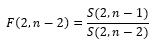 F(2, n − 2) = S(2, n − 1) / S(2, n − 2)